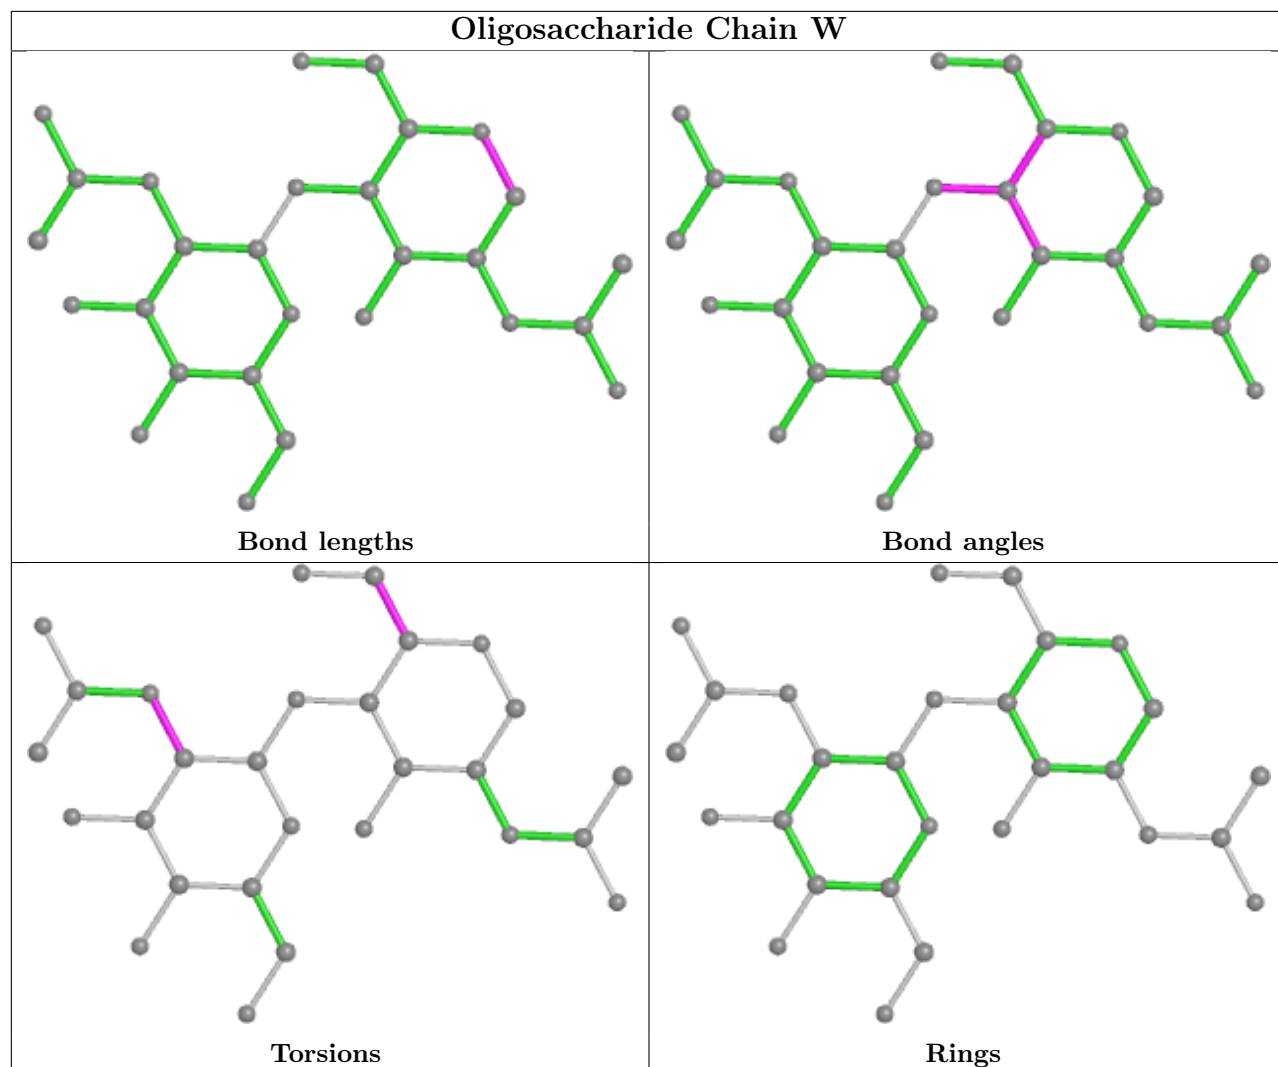 Oligosaccharide Chain W
Bond lengths
Bond angles
Torsions
Rings